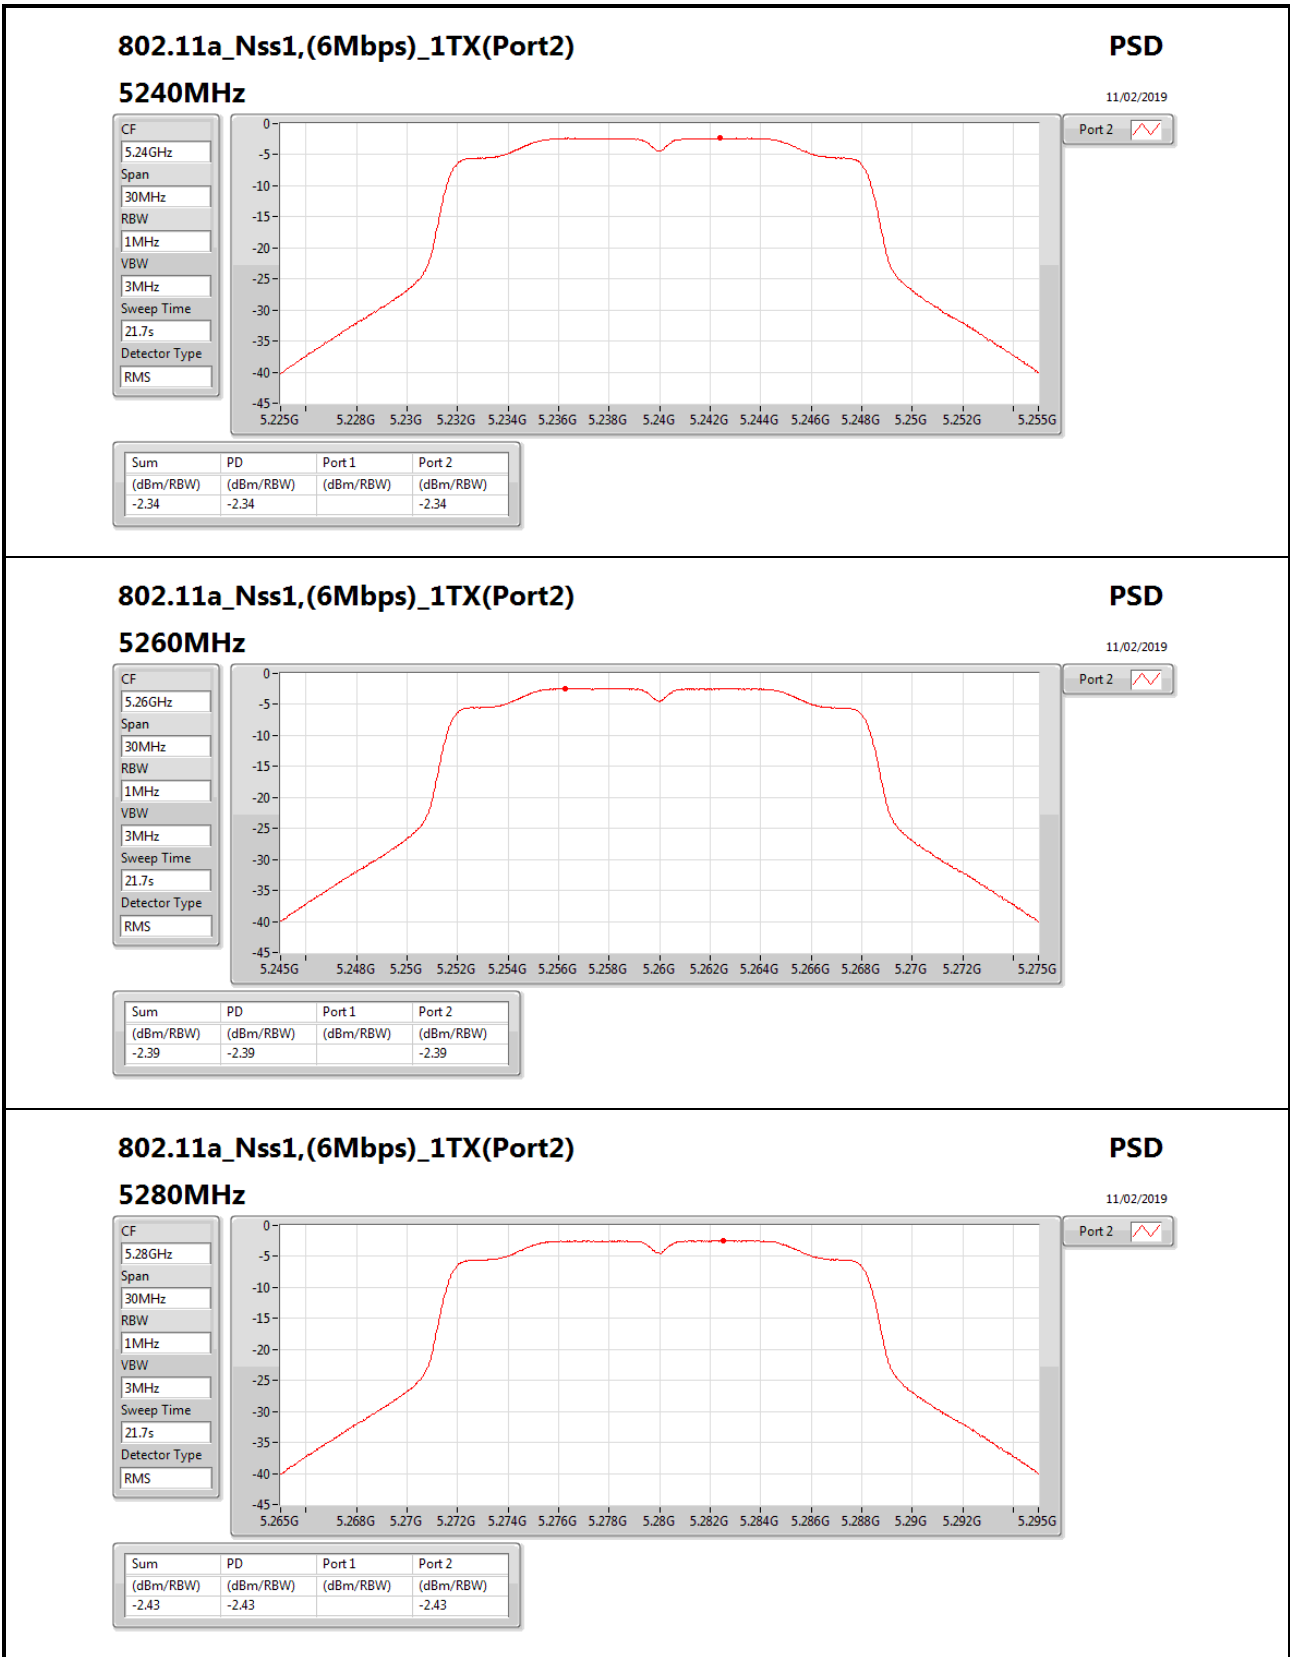 802.11a_Nss1,(6Mbps)_1TX(Port2)
PSD
5240MHz
11/02/2019
CF
5.24GHz
Span
30MHz
RBW
1MHz
VBW
3MHz
Sweep Time
21.7s
Detector Type
RMS
0
-5
-10
-15
-20
-25
-30
-35
-40
-45
5.225G 5.228G 5.23G 5.232G 5.234G 5.236G 5.238G 5.24G 5.242G 5.244G 5.246G 5.248G 5.25G 5.252G 5.255G
Port 2
Sum PD Port 1 Port 2
(dBm/RBW) (dBm/RBW) (dBm/RBW) (dBm/RBW)
-2.34 -2.34 -2.34
802.11a_Nss1,(6Mbps)_1TX(Port2)
PSD
5260MHz
11/02/2019
CF
5.26GHz
Span
30MHz
RBW
1MHz
VBW
3MHz
Sweep Time
21.7s
Detector Type
RMS
0
-5
-10
-15
-20
-25
-30
-35
-40
-45
5.245G 5.248G 5.25G 5.252G 5.254G 5.256G 5.258G 5.26G 5.262G 5.264G 5.266G 5.268G 5.27G 5.272G 5.275G
Port 2
Sum PD Port 1 Port 2
(dBm/RBW) (dBm/RBW) (dBm/RBW) (dBm/RBW)
-2.39 -2.39 -2.39
802.11a_Nss1,(6Mbps)_1TX(Port2)
PSD
5280MHz
11/02/2019
CF
5.28GHz
Span
30MHz
RBW
1MHz
VBW
3MHz
Sweep Time
21.7s
Detector Type
RMS
0
-5
-10
-15
-20
-25
-30
-35
-40
-45
5.265G 5.268G 5.27G 5.272G 5.274G 5.276G 5.278G 5.28G 5.282G 5.284G 5.286G 5.288G 5.29G 5.292G 5.295G
Port 2
Sum PD Port 1 Port 2
(dBm/RBW) (dBm/RBW) (dBm/RBW) (dBm/RBW)
-2.43 -2.43 -2.43